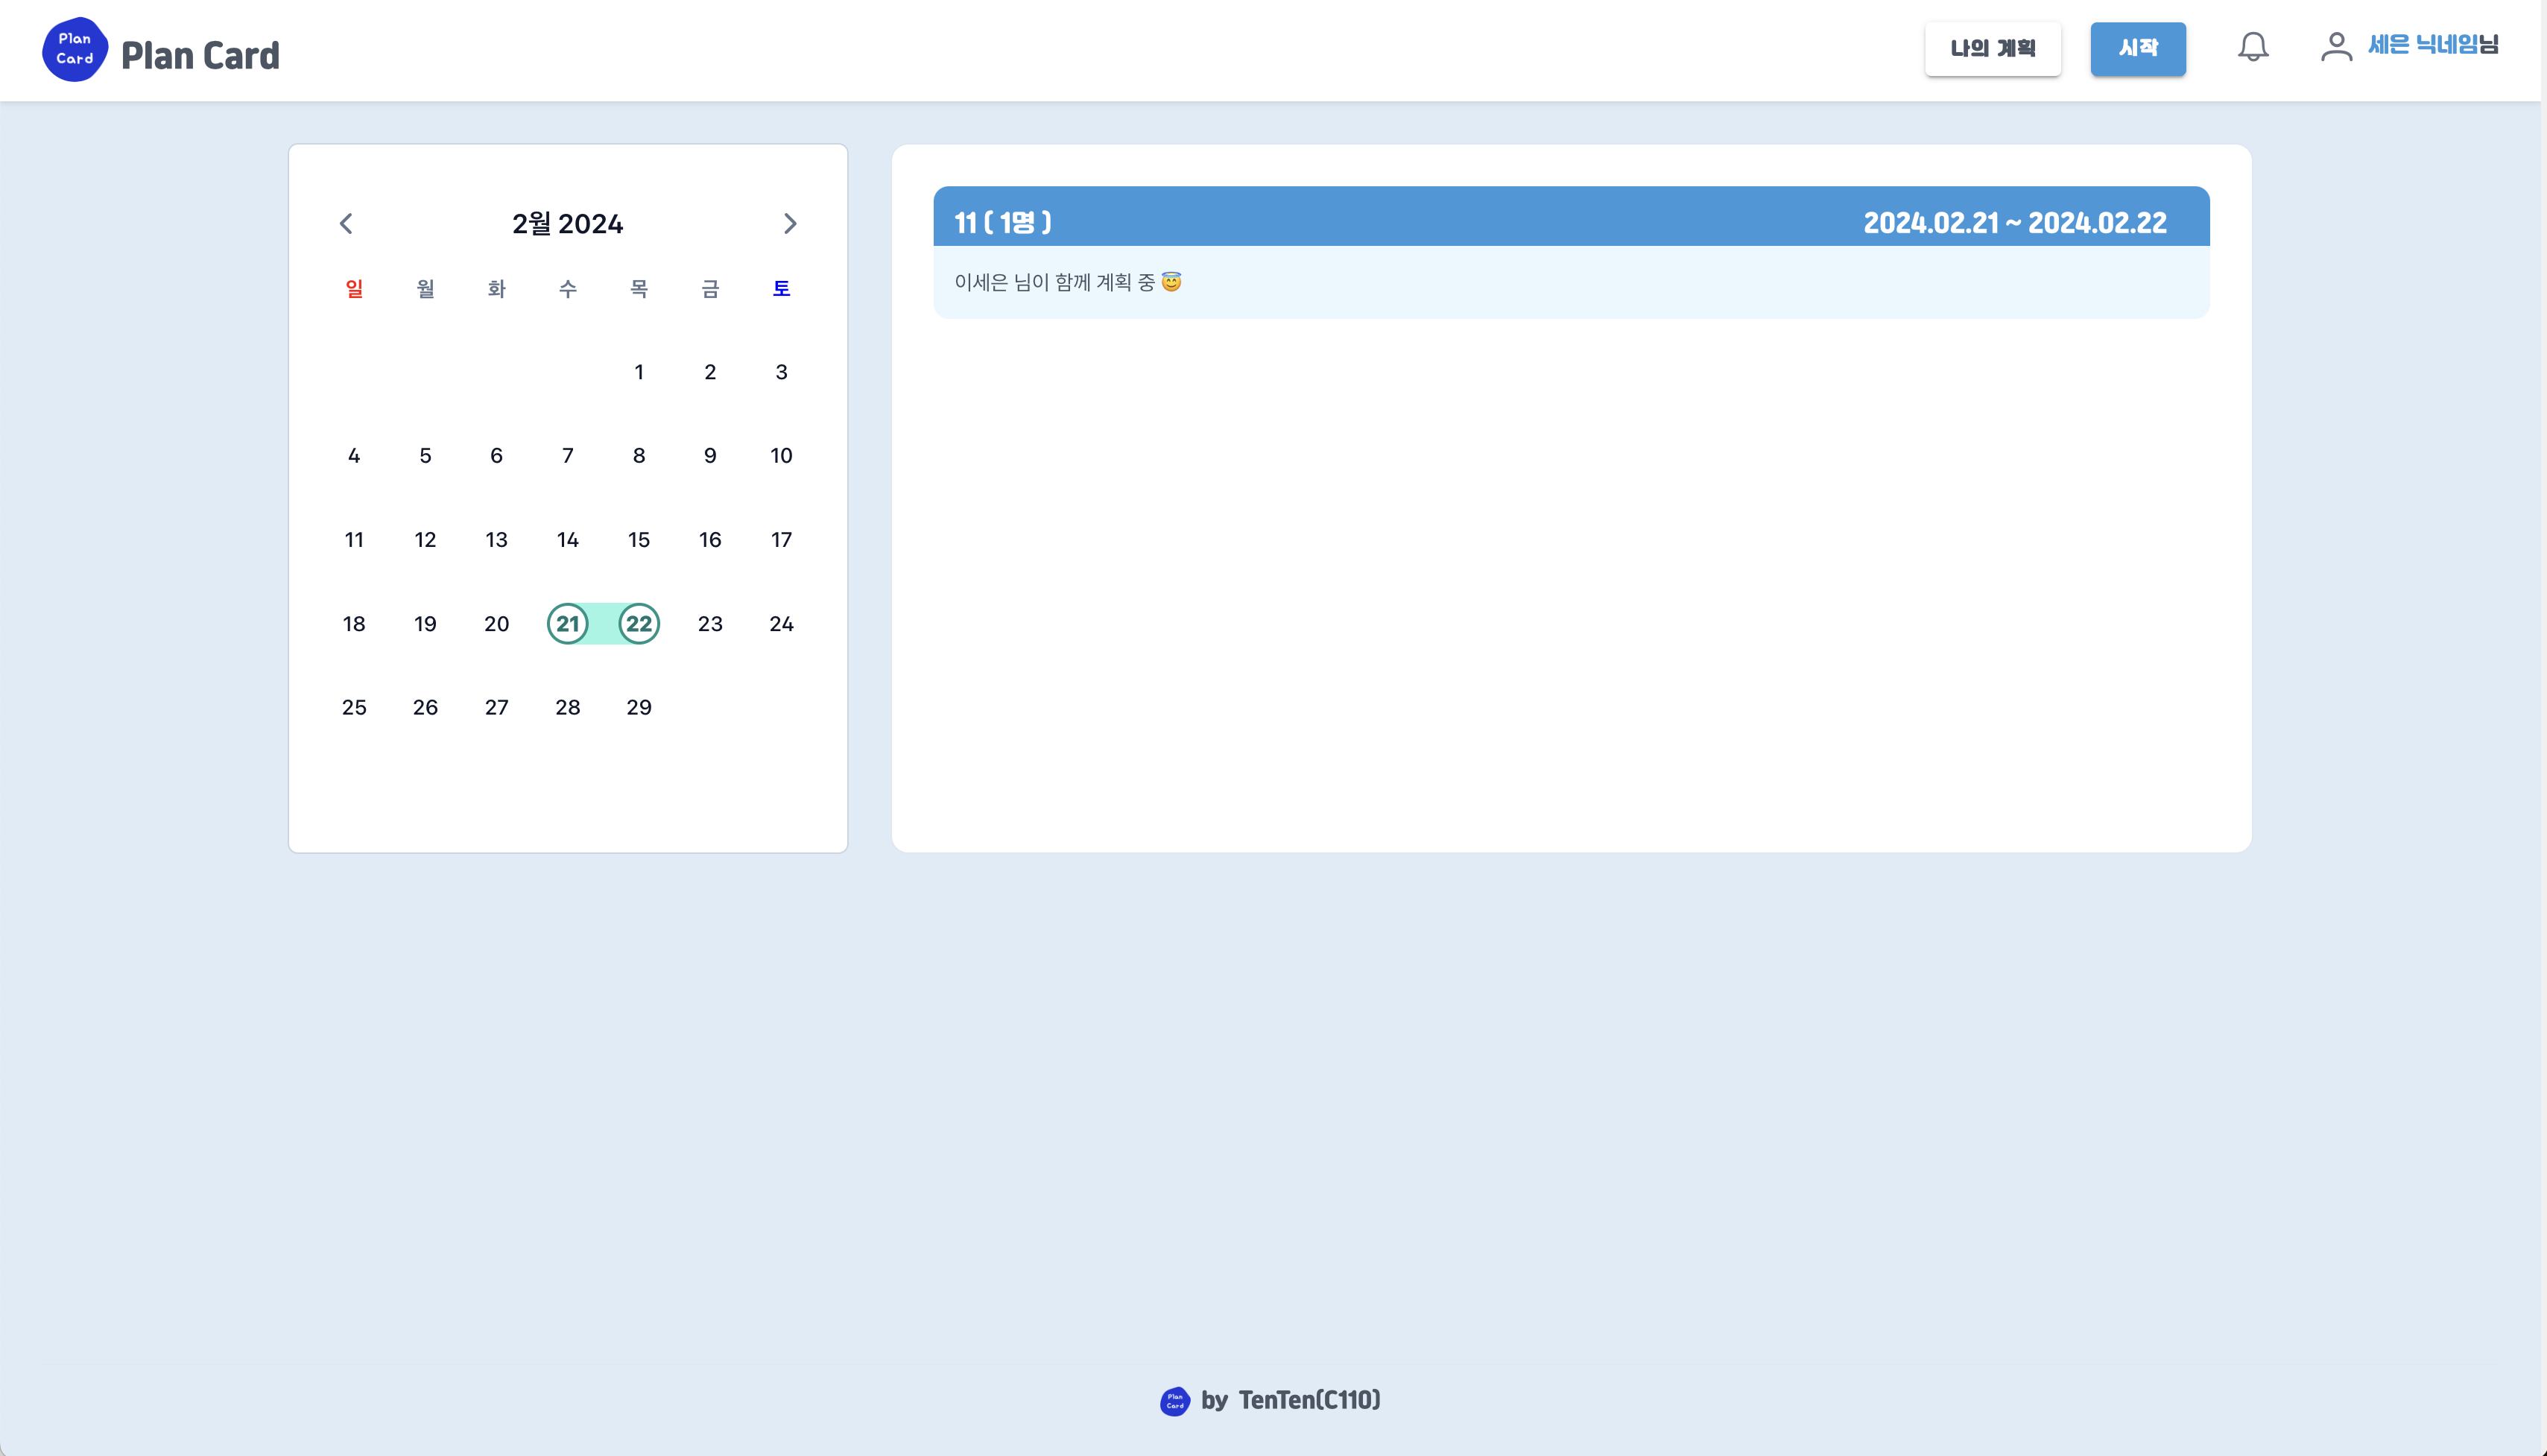 Plan
Card
Plan Card
나의 계획
시작
세은 닉네임님
2월 2024
일 월 화 수 목 금 토
1 2 3
4 5 6 7 8 9 10
11 12 13 14 15 16 17
18 19 20 21 22 23 24
25 26 27 28 29
11 ( 1명 )
2024.02.21 ~ 2024.02.22
이세은 님이 함께 계획 중 😇
Plan
Card
by TenTen(C110)